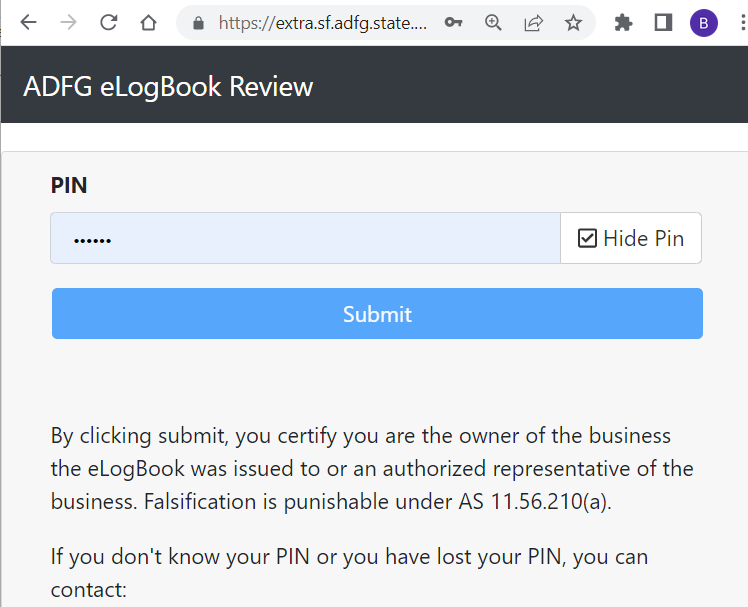 https://extra.sf.adfg.state....
B
ADFG eLogBook Review
PIN
••••••
Hide Pin
Submit
By clicking submit, you certify you are the owner of the business
the eLogBook was issued to or an authorized representative of the
business. Falsification is punishable under AS 11.56.210(a).
If you don't know your PIN or you have lost your PIN, you can
contact: